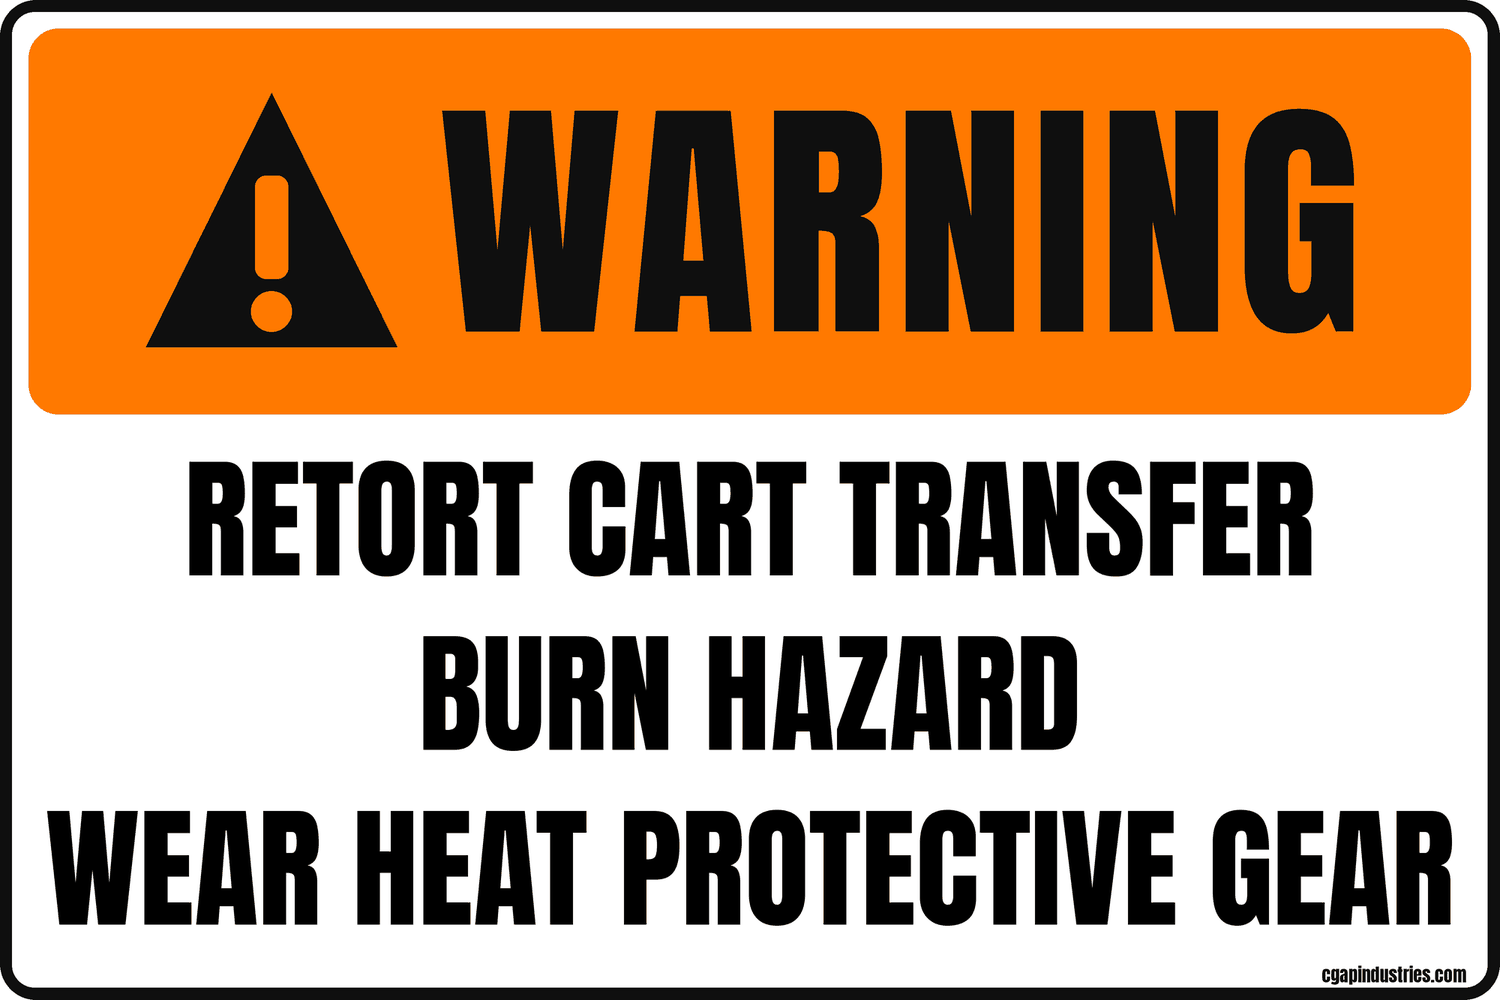 WARNING
RETORT CART TRANSFER
BURN HAZARD
WEAR HEAT PROTECTIVE GEAR
cgapindustries.com